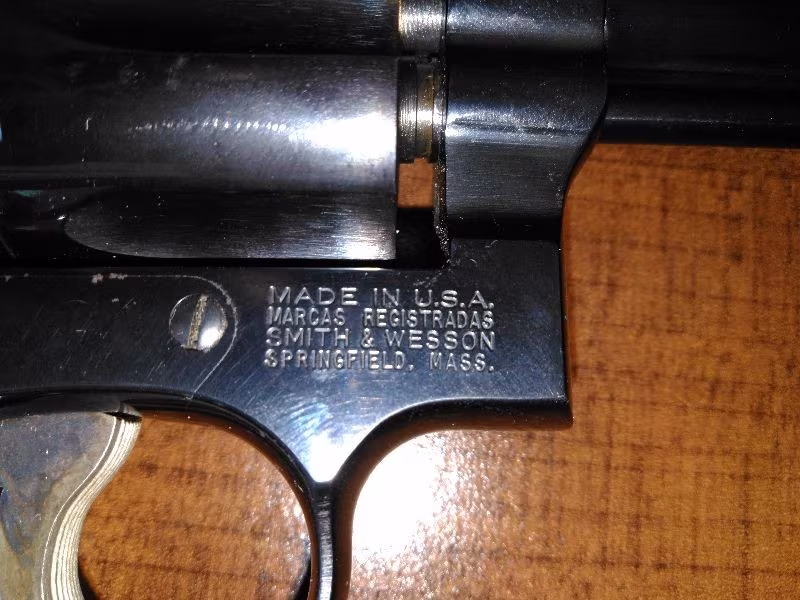 MADE IN U.S.A.
MARCAS REGISTRADAS
SMITH & WESSON
SPRINGFIELD, MASS.